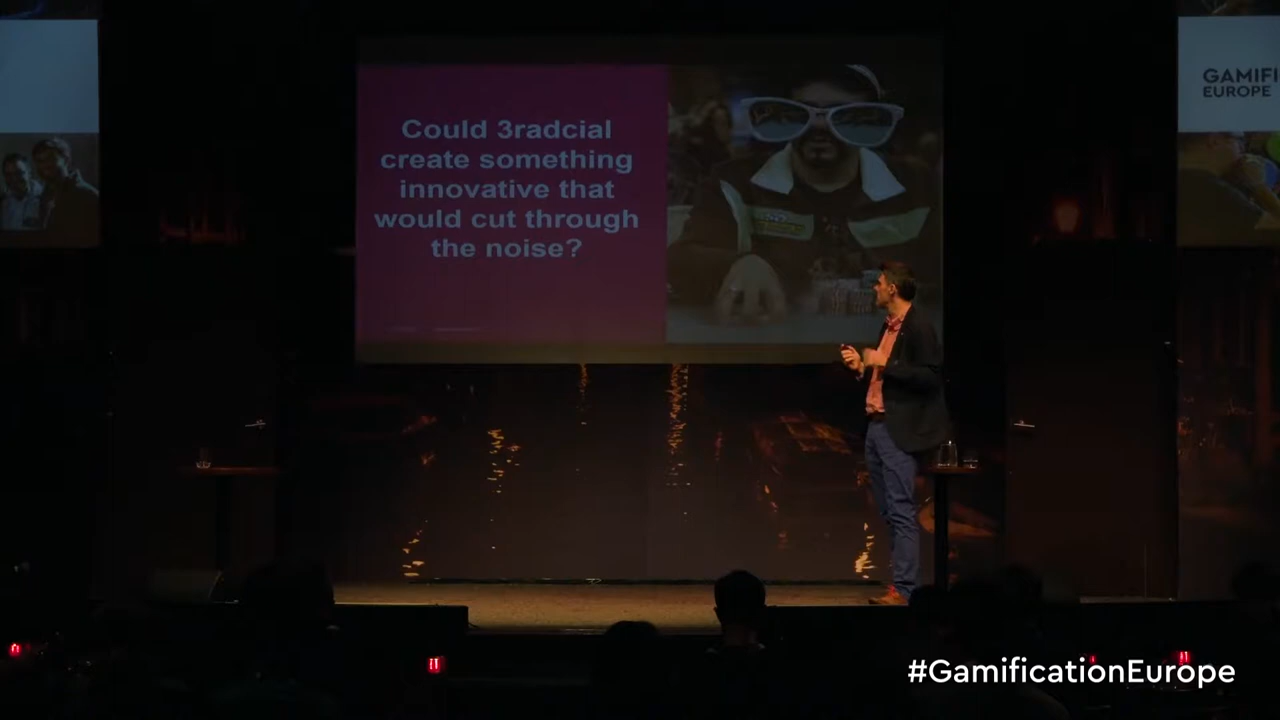 Could 3radcial
create something
innovative that
would cut through
the noise?
GAMIFI
EUROPE
#GamificationEurope